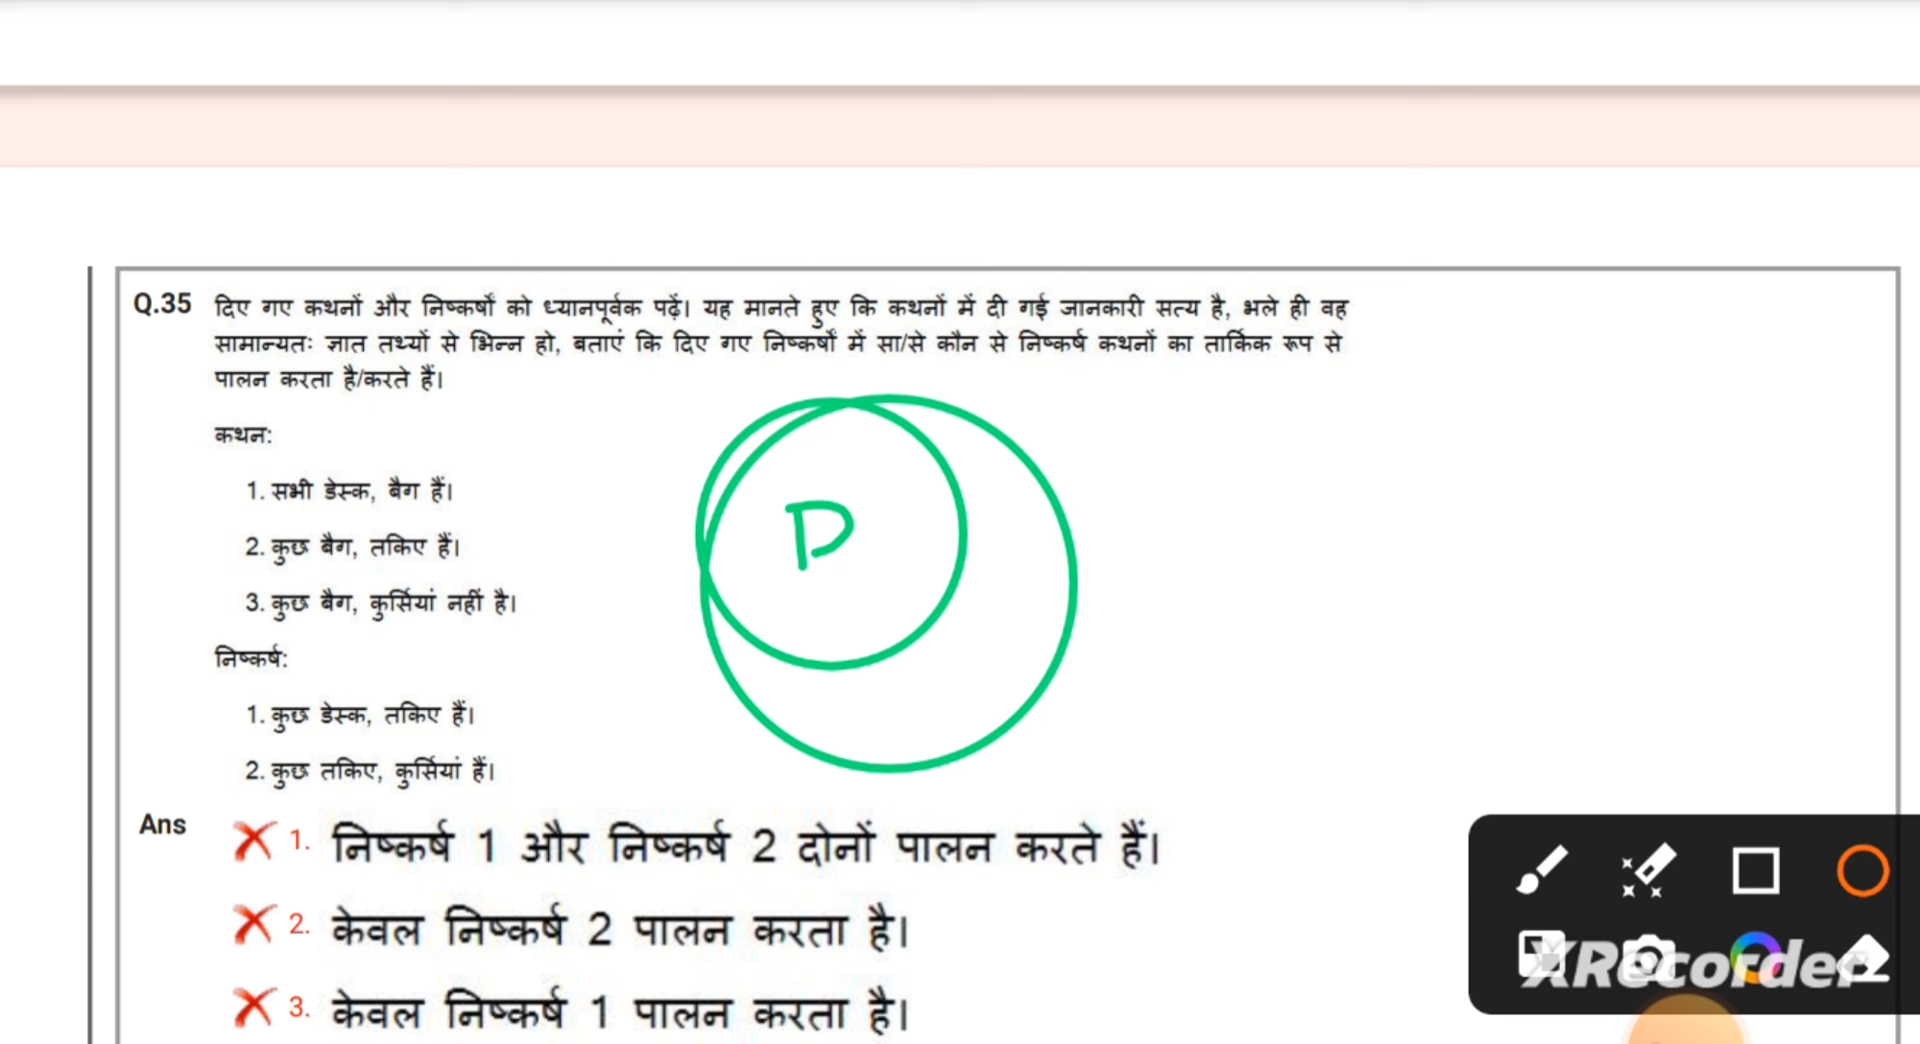 Q.35 दिए गए कथनों और निष्कर्षों को ध्यानपूर्वक पढ़ें। यह मानते हुए कि कथनों में दी गई जानकारी सत्य है, भले ही वह
सामान्यतः ज्ञात तथ्यों से भिन्न हो, बताएं कि दिए गए निष्कर्षों में सा/से कौन से निष्कर्ष कथनों का तार्किक रूप से
पालन करता है/करते हैं।
कथन:
1. सभी डेस्क, बैग हैं।
2. कुछ बैग, तकिए हैं।
3. कुछ बैग, कुर्सियां नहीं है।
D
निष्कर्ष:
1. कुछ डेस्क, तकिए हैं।
2. कुछ तकिए, कुर्सियां हैं।
Ans 1. निष्कर्ष 1 और निष्कर्ष 2 दोनों पालन करते हैं।
2. केवल निष्कर्ष 2 पालन करता है।
3. केवल निष्कर्ष 1 पालन करता है।
XRecorder